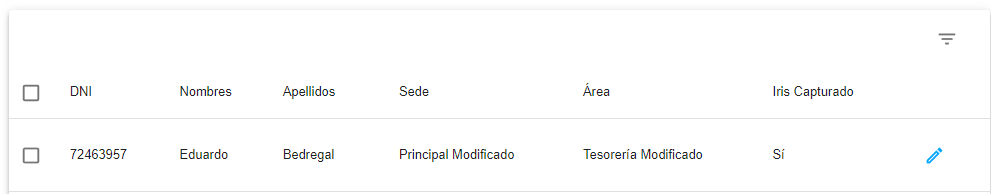 DNI Nombres Apellidos Sede Área Iris Capturado
72463957 Eduardo Bedregal Principal Modificado Tesorería Modificado Sí